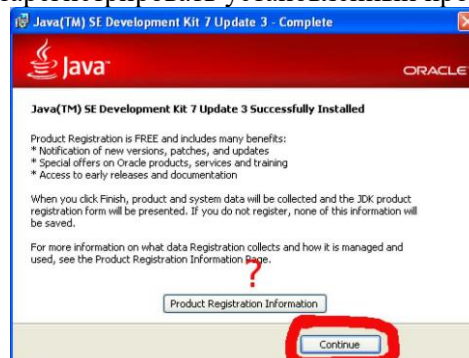 Java(TM) SE Development Kit 7 Update 3 - Complete
Java™
ORACLE
Java(TM) SE Development Kit 7 Update 3 Successfully Installed
Product Registration is FREE and includes many benefits:
* Notification of new versions, patches, and updates
* Special offers on Oracle products, services and training
* Access to early releases and documentation
When you click Finish, product and system data will be collected and the JDK product
registration form will be presented. If you do not register, none of this information will
be saved.
For more information on what data Registration collects and how it is managed and
used, see the Product Registration Information Page.
?
Product Registration Information
Continue